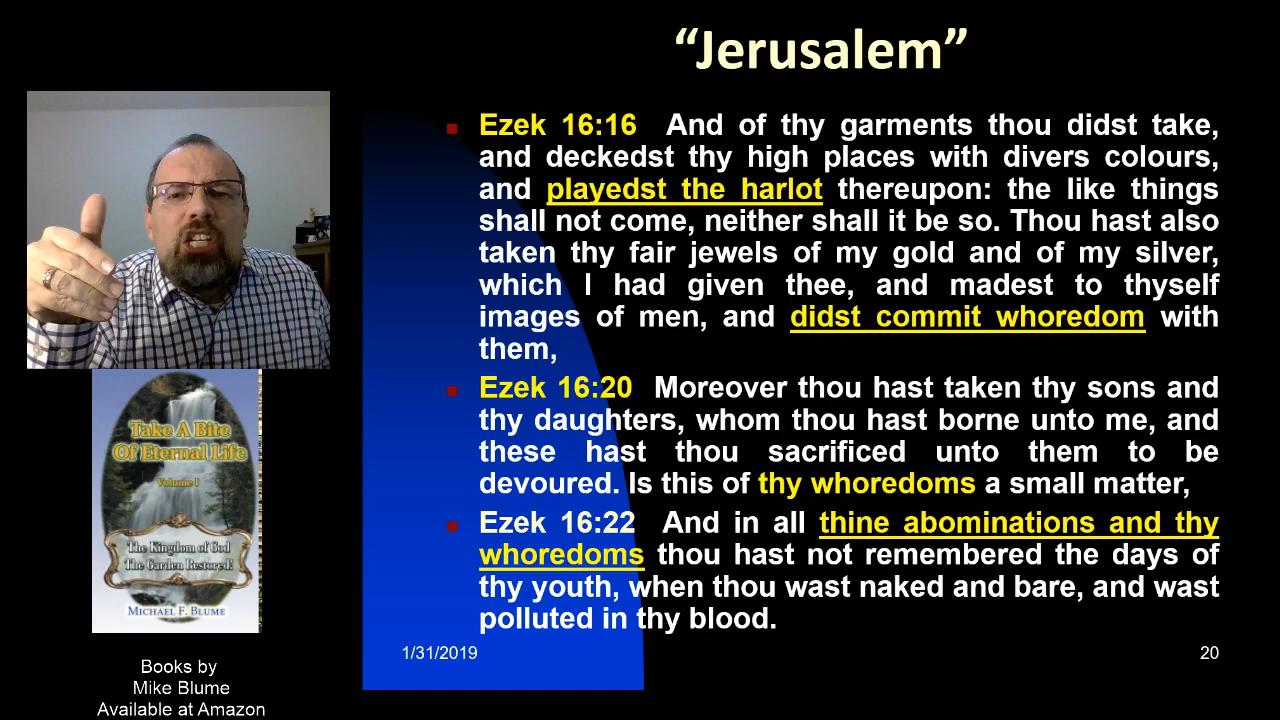 “Jerusalem”
Ezek 16:16 And of thy garments thou didst take,
and deckedst thy high places with divers colours,
and playedst the harlot thereupon: the like things
shall not come, neither shall it be so. Thou hast also
taken thy fair jewels of my gold and of my silver,
which I had given thee, and madest to thyself
images of men, and didst commit whoredom with
them,
Ezek 16:20 Moreover thou hast taken thy sons and
thy daughters, whom thou hast borne unto me, and
these hast thou sacrificed unto them to be
devoured. Is this of thy whoredoms a small matter,
Ezek 16:22 And in all thine abominations and thy
whoredoms thou hast not remembered the days of
thy youth, when thou wast naked and bare, and wast
polluted in thy blood.
1/31/2019
20
Take A Bite
Of Eternal Life
Volume I
The Kingdom of God
The Garden Restored!
MICHAEL F. BLUME
Books by
Mike Blume
Available at Amazon